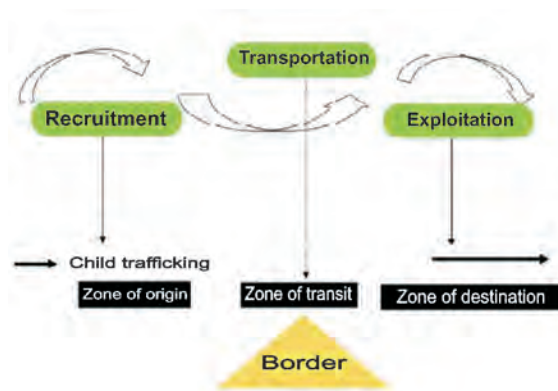 Transportation
Recruitment
Exploitation
Child trafficking
Zone of origin
Zone of transit
Zone of destination
Border